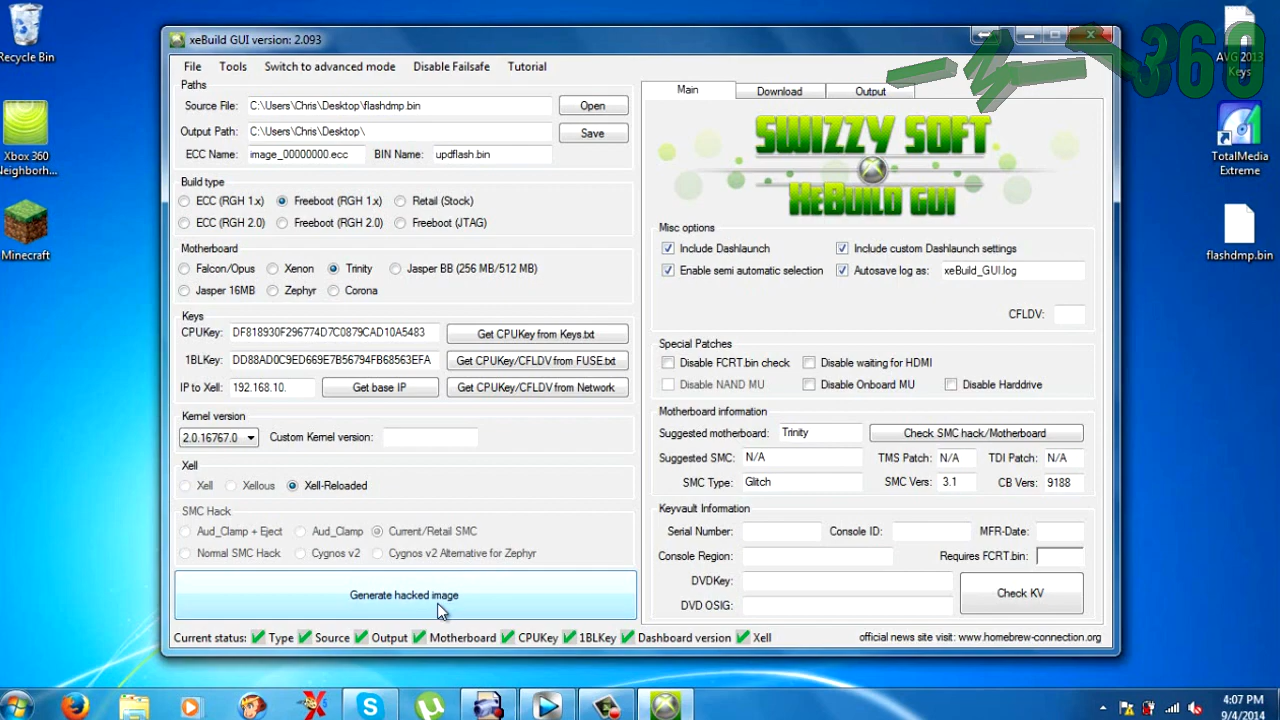 Recycle Bin
Xbox 360
Neighborh...
Minecraft
xeBuild GUI version: 2.093
File Tools Switch to advanced mode Disable Failsafe Tutorial
Paths
Source File: C:\Users\Chris\Desktop\flashdmp.bin Open
Output Path: C:\Users\Chris\Desktop\ Save
ECC Name: image_00000000.ecc BIN Name: updflash.bin
Build type
ECC (RGH 1.x) Freeboot (RGH 1.x) Retail (Stock)
ECC (RGH 2.0) Freeboot (RGH 2.0) Freeboot (JTAG)
Motherboard
Falcon/Opus Xenon Trinity Jasper BB (256 MB/512 MB)
Jasper 16MB Zephyr Corona
Keys
CPUKey: DF818930F296774D7C0879CAD10A5483 Get CPUKey from Keys.txt
1BLKey: DD88AD0C9ED669E7B56794FB68563EFA Get CPUKey/CFLDV from FUSE.txt
IP to Xell: 192.168.10. Get base IP Get CPUKey/CFLDV from Network
Kernel version
2.0.16767.0 Custom Kernel version:
Xell
Xell Xellous Xell-Reloaded
SMC Hack
Aud_Clamp + Eject Aud_Clamp Current/Retail SMC
Normal SMC Hack Cygnos v2 Cygnos v2 Alternative for Zephyr
Generate hacked image
Current status: Type Source Output Motherboard CPUKey 1BLKey Dashboard version Xell
Main Download Output
SWIZZY SOFT
XEBUILD GUI
Misc options
Include Dashlaunch Include custom Dashlaunch settings
Enable semi automatic selection Autosave log as: xeBuild_GUI.log
CFLDV:
Special Patches
Disable FCRT.bin check Disable waiting for HDMI
Disable NAND MU Disable Onboard MU Disable Harddrive
Motherboard information
Suggested motherboard: Trinity Check SMC hack/Motherboard
Suggested SMC: N/A TMS Patch: N/A TDI Patch: N/A
SMC Type: Glitch SMC Vers: 3.1 CB Vers: 9188
Keyvault Information
Serial Number: Console ID: MFR-Date:
Console Region: Requires FCRT.bin:
DVDKey:
DVD OSIG:
Check KV
official news site visit: www.homebrew-connection.org
360
AVG 2013
Keys
TotalMedia
Extreme
flashdmp.bin
4:07 PM
9/4/2014